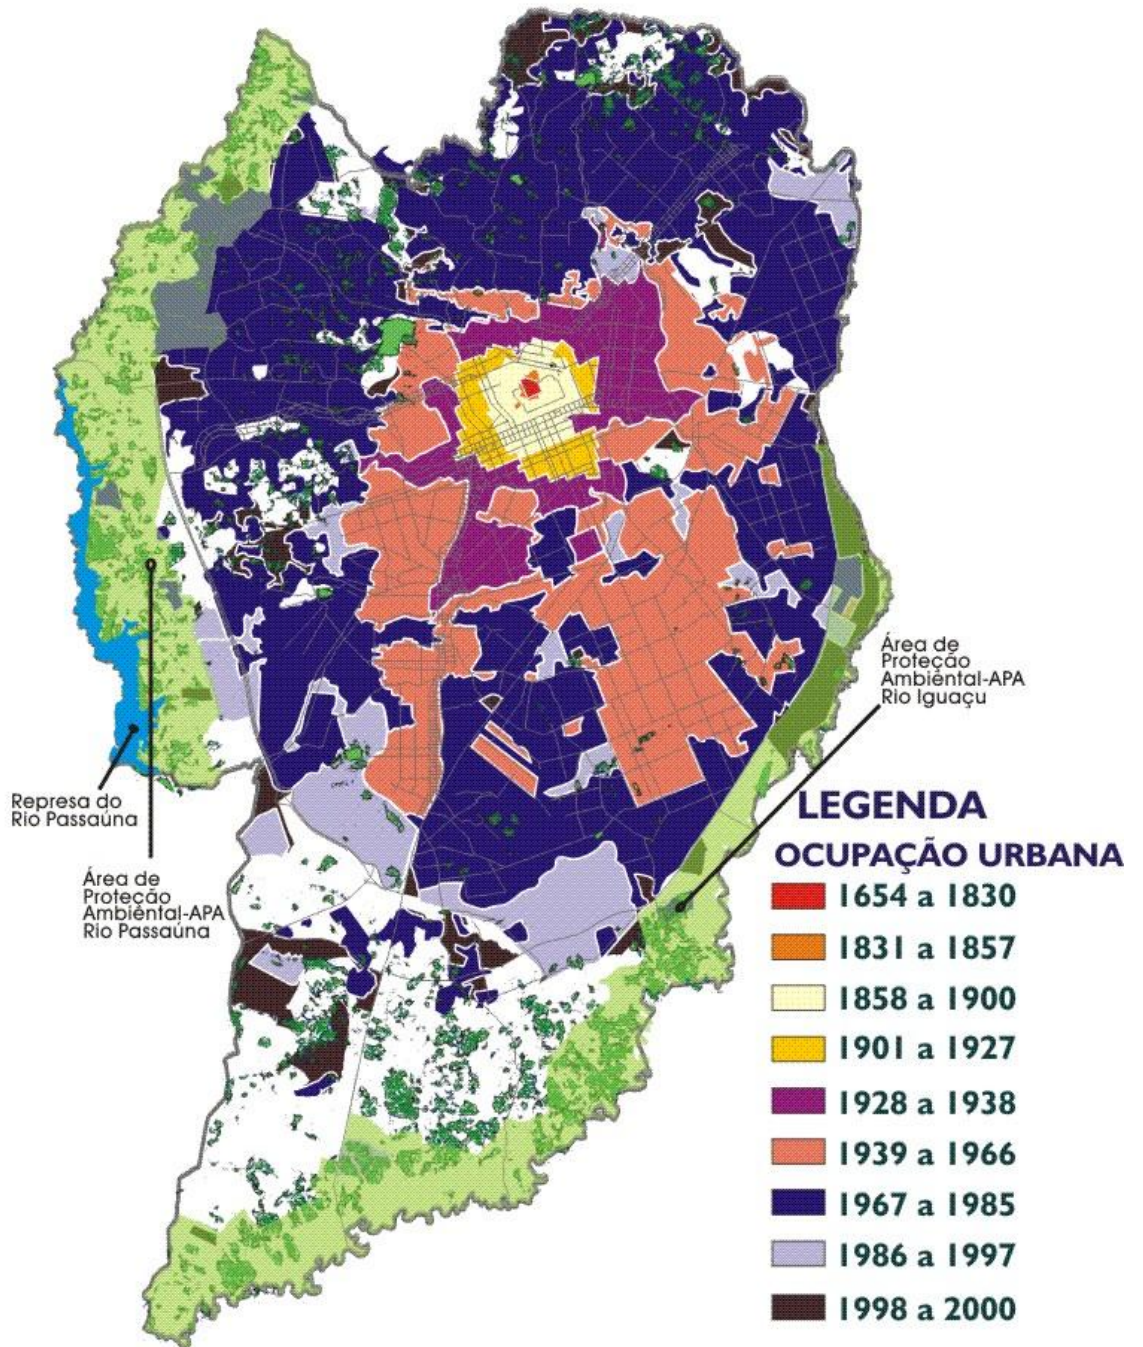 Área de
Proteção
Ambiêntal-APA
Rio Iguaçu
Represa do
Rio Passaúna
Área de
Proteção
Ambiêntal-APA
Rio Passaúna
LEGENDA
OCUPAÇÃO URBANA
1654 a 1830
1831 a 1857
1858 a 1900
1901 a 1927
1928 a 1938
1939 a 1966
1967 a 1985
1986 a 1997
1998 a 2000